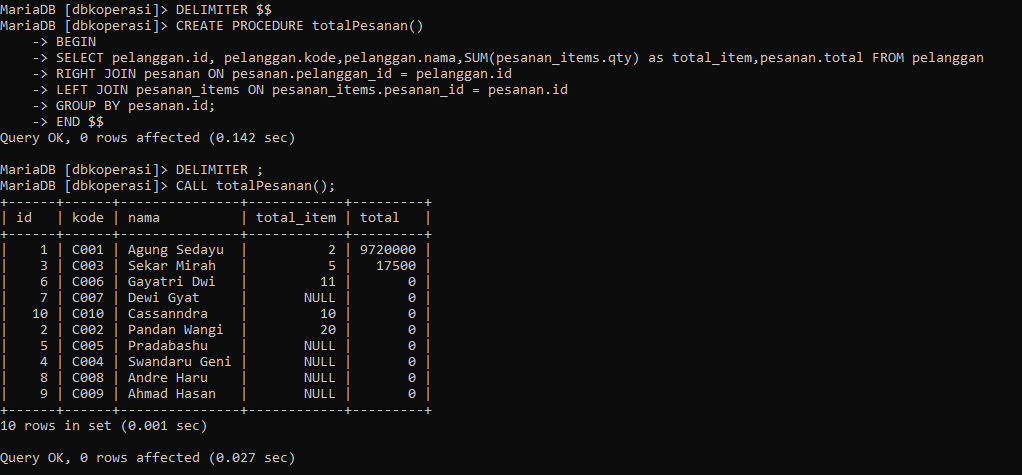 MariaDB [dbkoperasi]> DELIMITER $$
MariaDB [dbkoperasi]> CREATE PROCEDURE totalPesanan()
    -> BEGIN
    -> SELECT pelanggan.id, pelanggan.kode,pelanggan.nama,SUM(pesanan_items.qty) as total_item,pesanan.total FROM pelanggan
    -> RIGHT JOIN pesanan ON pesanan.pelanggan_id = pelanggan.id
    -> LEFT JOIN pesanan_items ON pesanan_items.pesanan_id = pesanan.id
    -> GROUP BY pesanan.id;
    -> END $$
Query OK, 0 rows affected (0.142 sec)

MariaDB [dbkoperasi]> DELIMITER ;
MariaDB [dbkoperasi]> CALL totalPesanan();
+------+------+---------------+------------+---------+
| id   | kode | nama          | total_item | total   |
+------+------+---------------+------------+---------+
|    1 | C001 | Agung Sedayu  |          2 | 9720000 |
|    3 | C003 | Sekar Mirah   |          5 |   17500 |
|    6 | C006 | Gayatri Dwi   |         11 |       0 |
|    7 | C007 | Dewi Gyat     |       NULL |       0 |
|   10 | C010 | Cassanndra    |         10 |       0 |
|    2 | C002 | Pandan Wangi  |         20 |       0 |
|    5 | C005 | Pradabashu    |       NULL |       0 |
|    4 | C004 | Swandaru Geni |       NULL |       0 |
|    8 | C008 | Andre Haru    |       NULL |       0 |
|    9 | C009 | Ahmad Hasan   |       NULL |       0 |
+------+------+---------------+------------+---------+
10 rows in set (0.001 sec)

Query OK, 0 rows affected (0.027 sec)